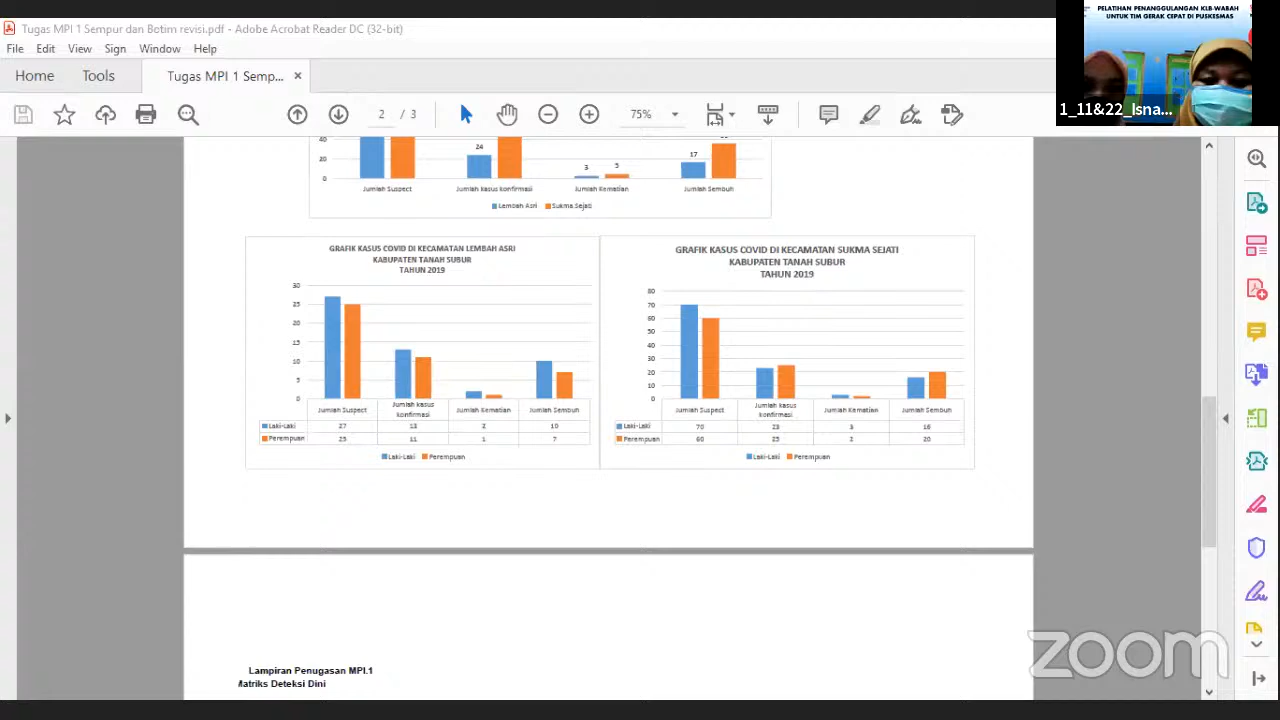 Tugas MPI 1 Sempur dan Botim revisi.pdf - Adobe Acrobat Reader DC (32-bit)
File Edit View Sign Window Help
Home Tools Tugas MPI 1 Semp... ×
2 / 3 75%
PELATIHAN PENANGGULANGAN KLB-WABAH
UNTUK TIM GERAK CEPAT DI PUSKESMAS
1_11&22_Isna...
40
20
0
24 3 5 17
Jumlah Suspect Jumlah kasus konfirmasi Jumlah Kematian Jumlah Sembuh
Lembah Asri Sukma Sejati
GRAFIK KASUS COVID DI KECAMATAN LEMBAH ASRI
KABUPATEN TANAH SUBUR
TAHUN 2019
30
25
20
15
10
5
0
Jumlah Suspect Jumlah kasus konfirmasi Jumlah Kematian Jumlah Sembuh
Laki-Laki 27 13 2 10
Perempuan 25 11 1 7
Laki-Laki Perempuan
GRAFIK KASUS COVID DI KECAMATAN SUKMA SEJATI
KABUPATEN TANAH SUBUR
TAHUN 2019
80
70
60
50
40
30
20
10
0
Jumlah Suspect Jumlah kasus konfirmasi Jumlah Kematian Jumlah Sembuh
Laki-Laki 70 23 3 16
Perempuan 60 25 2 20
Laki-Laki Perempuan
Lampiran Penugasan MPI.1
Matriks Deteksi Dini
zoom